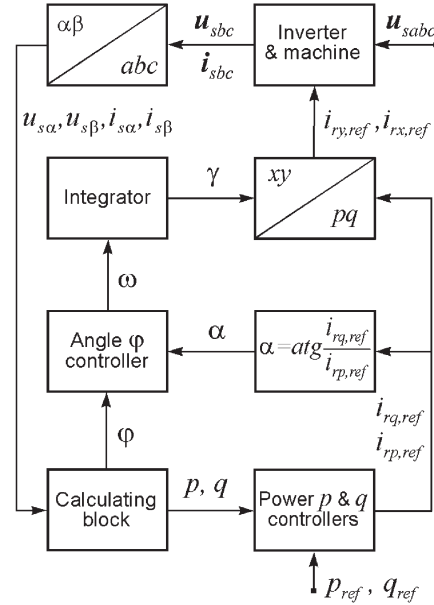 αβ
abc
u_sbc
i_sbc
Inverter
& machine
u_sabc
u_sα, u_sβ, i_sα, i_sβ
i_ry,ref , i_rx,ref
Integrator
γ
xy
pq
ω
Angle φ
controller
α
α=atg i_rq,ref / i_rp,ref
i_rq,ref
i_rp,ref
φ
Calculating
block
p, q
Power p & q
controllers
p_ref , q_ref